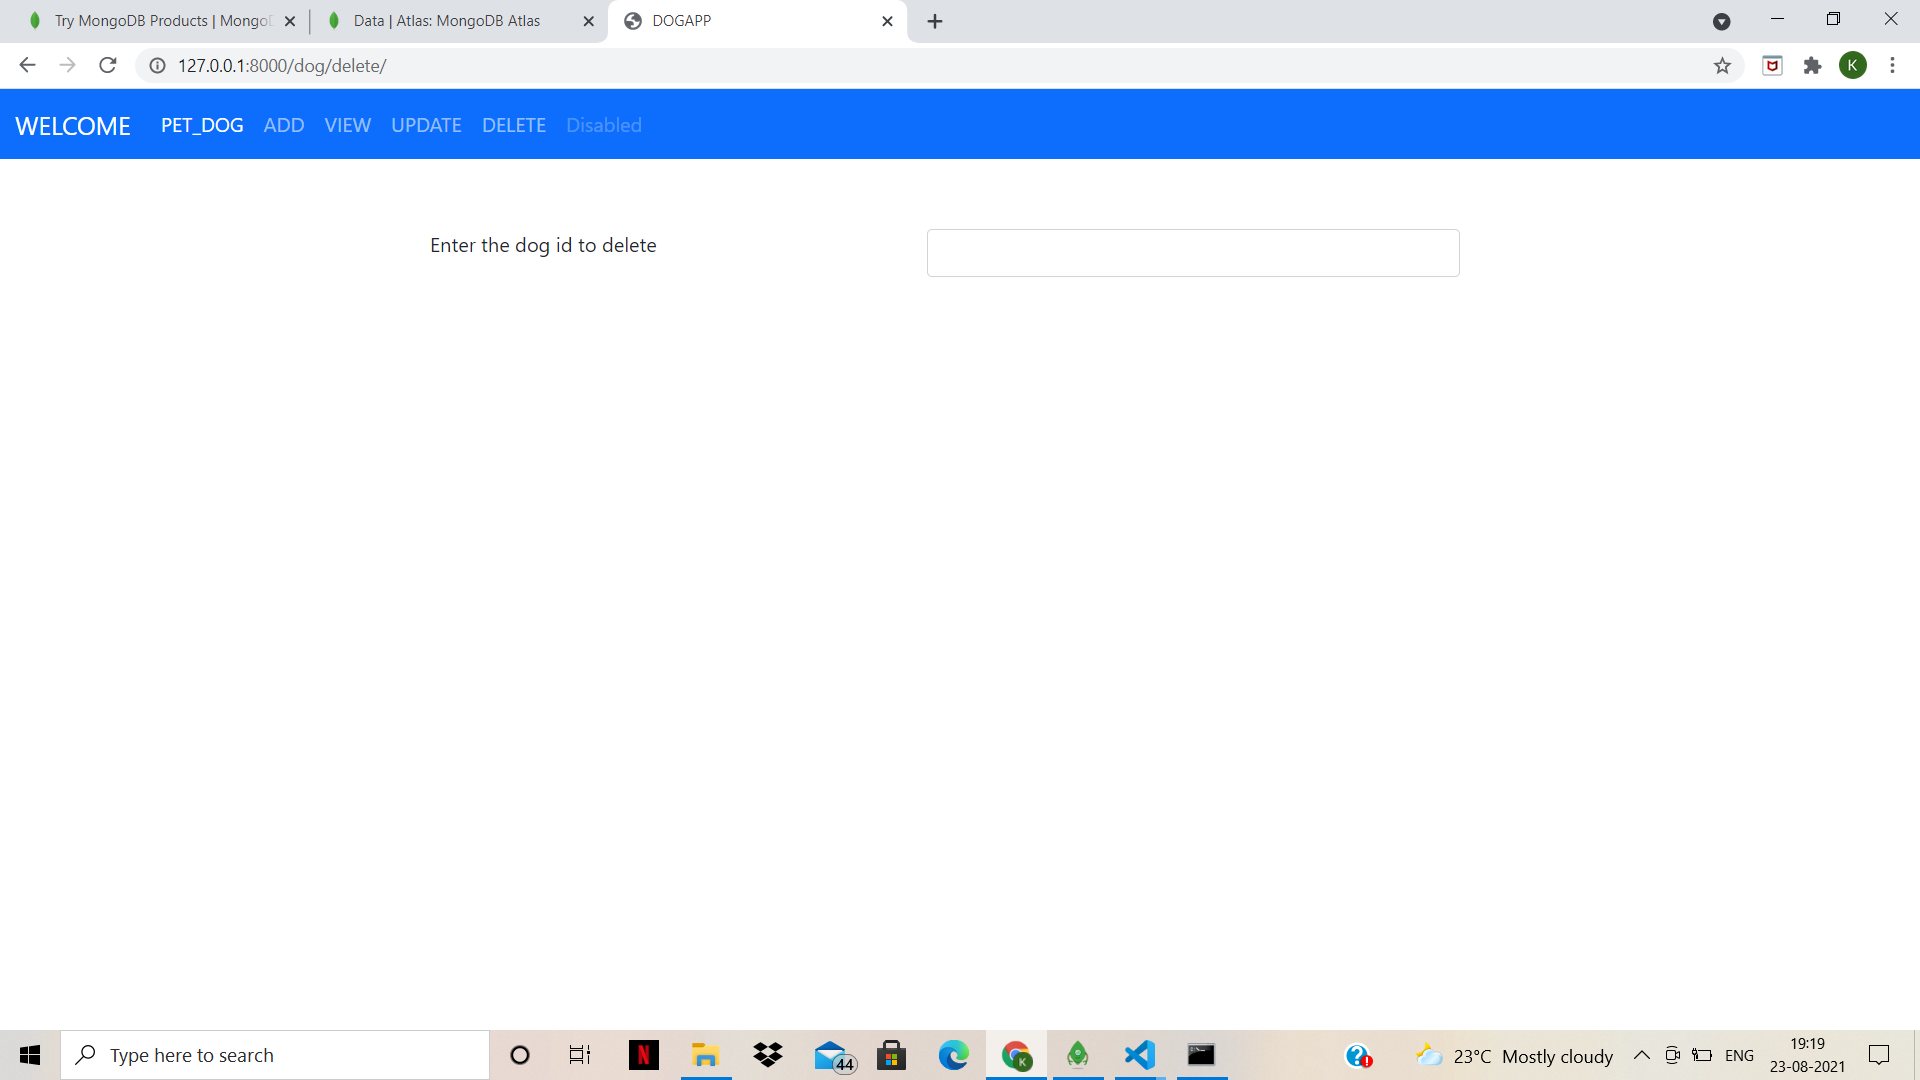 Try MongoDB Products | Mongo
Data | Atlas: MongoDB Atlas
DOGAPP
127.0.0.1:8000/dog/delete/
K
WELCOME PET_DOG ADD VIEW UPDATE DELETE Disabled
Enter the dog id to delete
Type here to search
N
44
K
23°C Mostly cloudy
ENG
19:19
23-08-2021